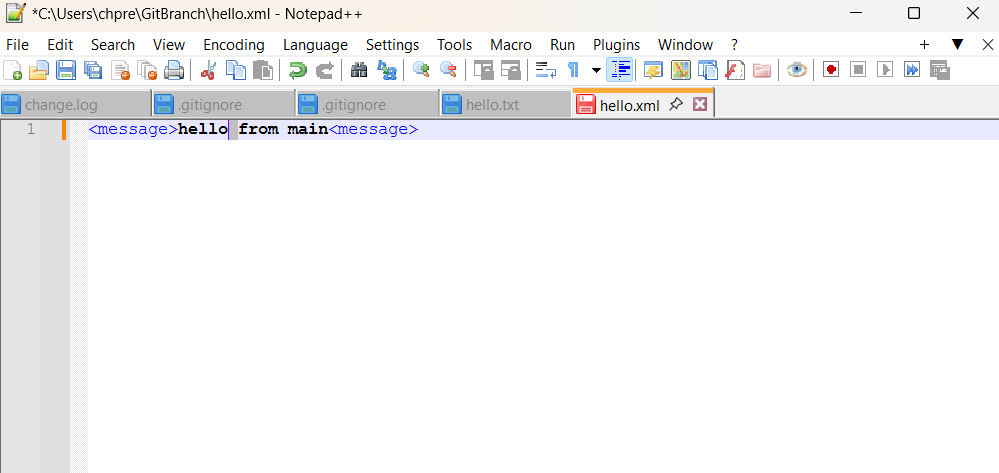 *C:\Users\chpre\GitBranch\hello.xml - Notepad++
File Edit Search View Encoding Language Settings Tools Macro Run Plugins Window ? + ▼ X
change.log .gitignore .gitignore hello.txt hello.xml
1 <message>hello from main<message>